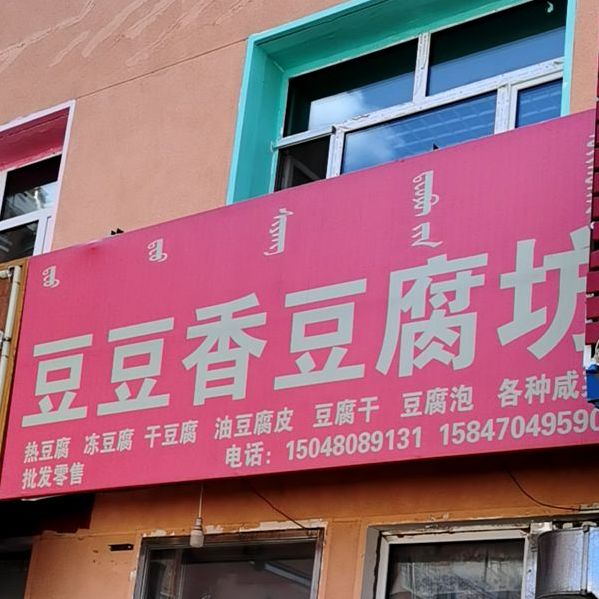 豆豆香豆腐坊
热豆腐 冻豆腐 干豆腐 油豆腐皮 豆腐干 豆腐泡 各种咸
批发零售 电话：15048089131 1584704959